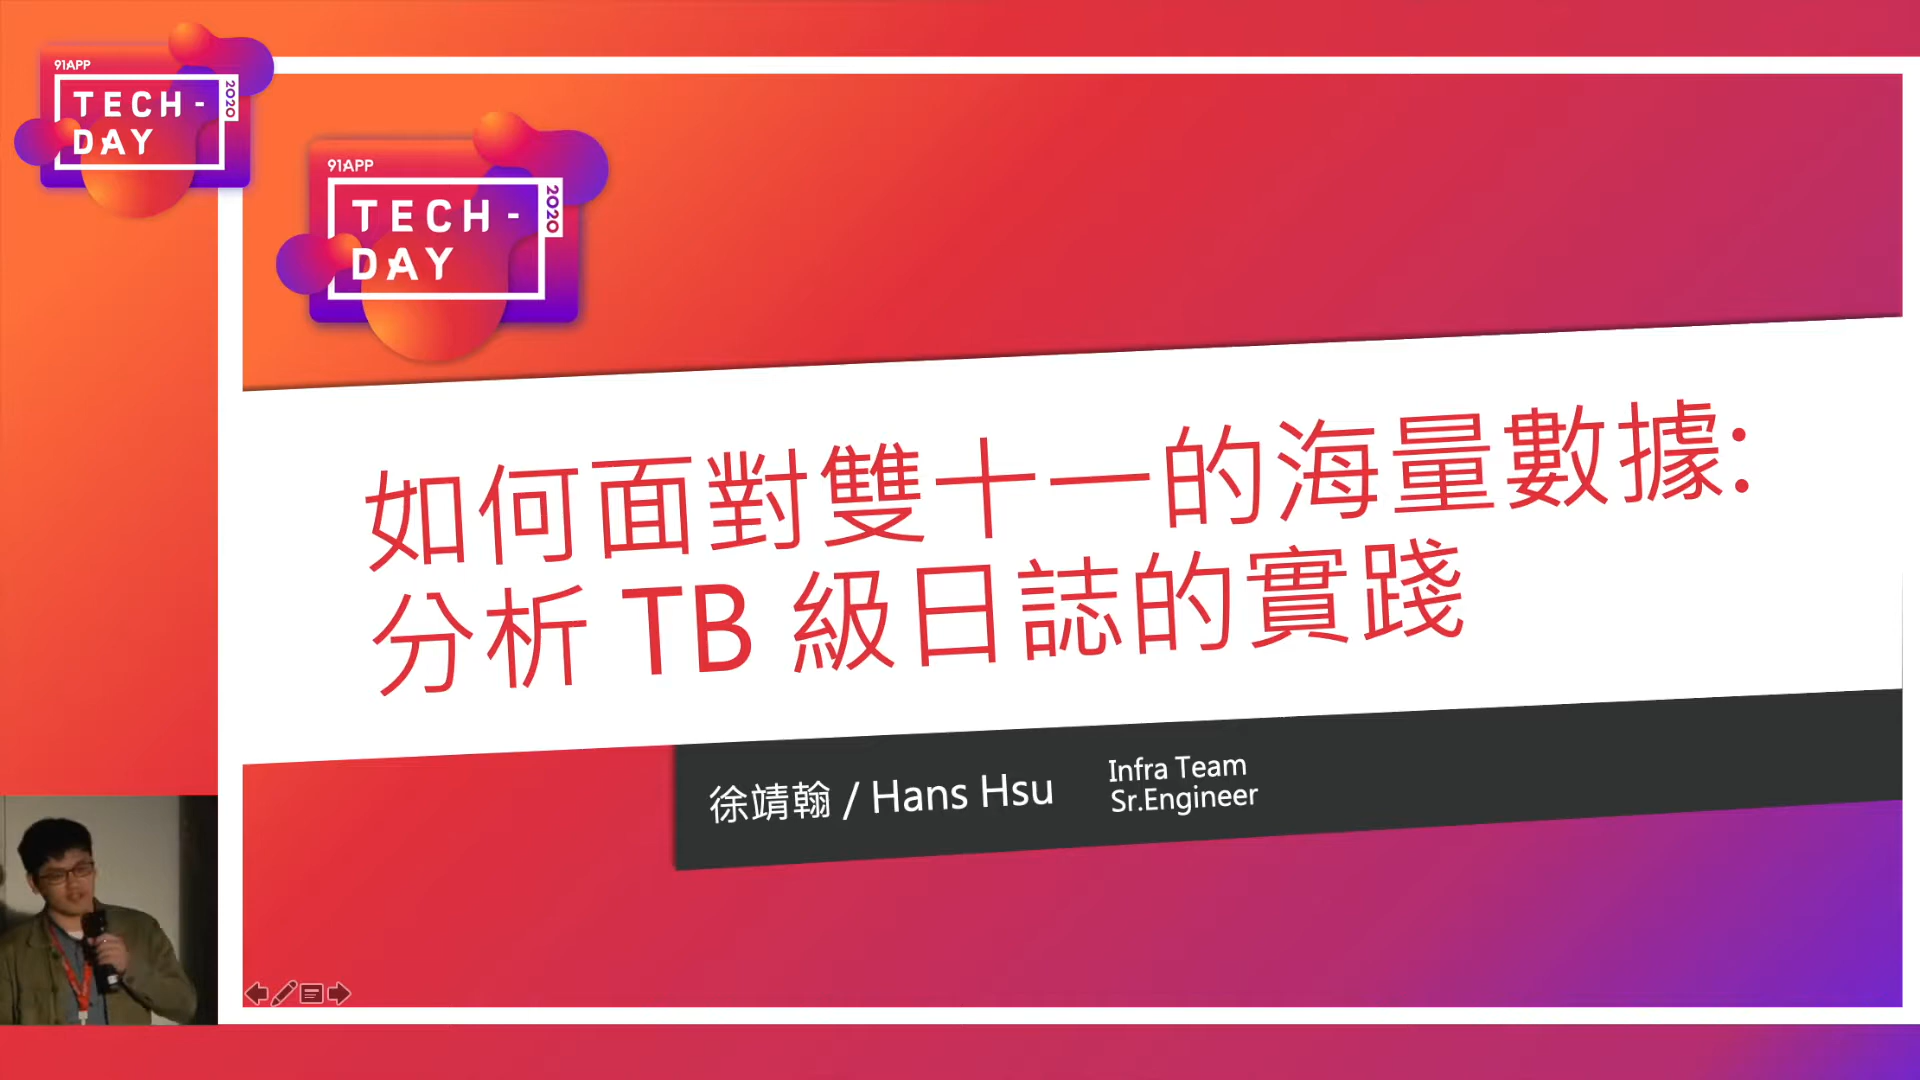 91APP
TECH-
DAY
2020
91APP
TECH-
DAY
2020
如何面對雙十一的海量數據:
分析 TB 級日誌的實踐
徐靖翰 / Hans Hsu
Infra Team
Sr.Engineer